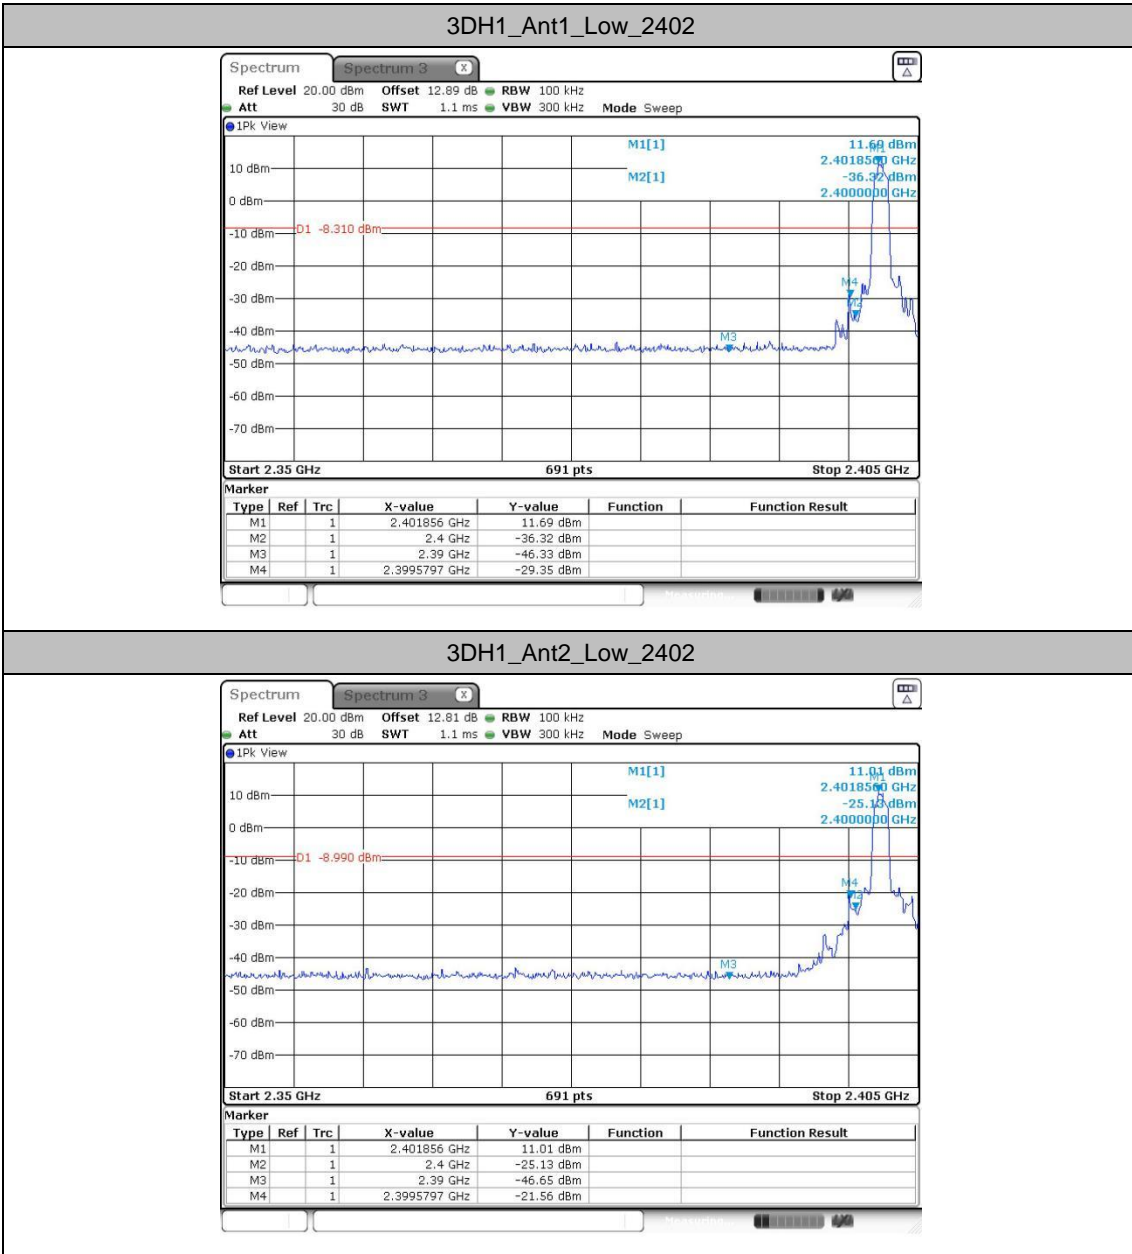 3DH1_Ant1_Low_2402
Spectrum Spectrum 3 X
Ref Level 20.00 dBm Offset 12.89 dB RBW 100 kHz
Att 30 dB SWT 1.1 ms VBW 300 kHz Mode Sweep
1Pk View
M1[1] 11.69 dBm
M1
2.4018560 GHz
10 dBm
M2[1] -36.32 dBm
2.4000000 GHz
0 dBm
D1 -8.310 dBm
-10 dBm
-20 dBm
M4
-30 dBm
M2
-40 dBm
M3
-50 dBm
-60 dBm
-70 dBm
Start 2.35 GHz 691 pts Stop 2.405 GHz
Marker
Type Ref Trc X-value Y-value Function Function Result
M1 1 2.401856 GHz 11.69 dBm
M2 1 2.4 GHz -36.32 dBm
M3 1 2.39 GHz -46.33 dBm
M4 1 2.3995797 GHz -29.35 dBm
Measuring...
3DH1_Ant2_Low_2402
Spectrum Spectrum 3 X
Ref Level 20.00 dBm Offset 12.81 dB RBW 100 kHz
Att 30 dB SWT 1.1 ms VBW 300 kHz Mode Sweep
1Pk View
M1[1] 11.01 dBm
M1
2.4018560 GHz
10 dBm
M2[1] -25.13 dBm
2.4000000 GHz
0 dBm
D1 -8.990 dBm
-10 dBm
M4
-20 dBm
M2
-30 dBm
-40 dBm
M3
-50 dBm
-60 dBm
-70 dBm
Start 2.35 GHz 691 pts Stop 2.405 GHz
Marker
Type Ref Trc X-value Y-value Function Function Result
M1 1 2.401856 GHz 11.01 dBm
M2 1 2.4 GHz -25.13 dBm
M3 1 2.39 GHz -46.65 dBm
M4 1 2.3995797 GHz -21.56 dBm
Measuring...